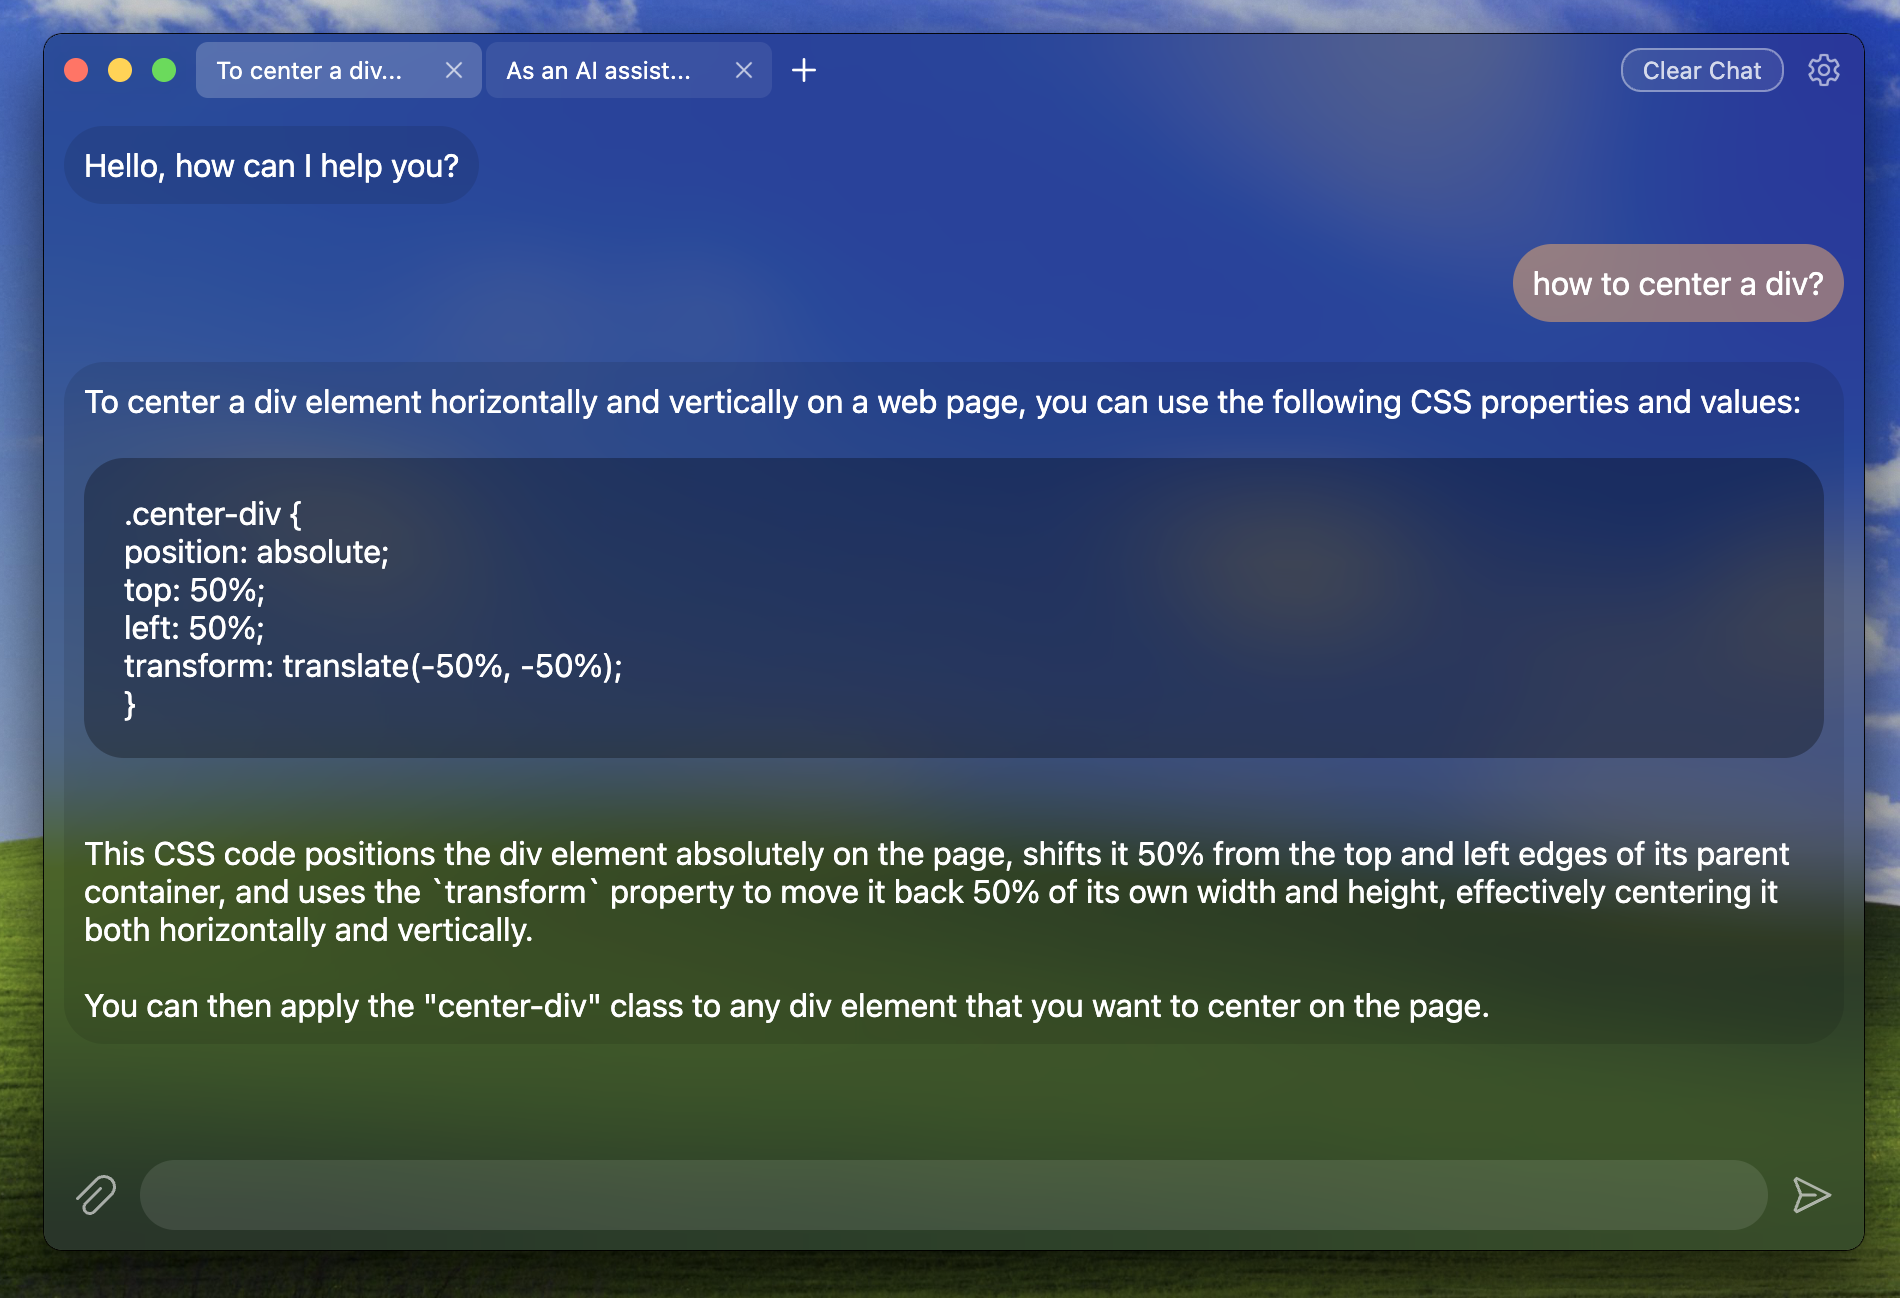 To center a div...
As an AI assist...
Clear Chat
Hello, how can I help you?
how to center a div?
To center a div element horizontally and vertically on a web page, you can use the following CSS properties and values:
.center-div {
position: absolute;
top: 50%;
left: 50%;
transform: translate(-50%, -50%);
}
This CSS code positions the div element absolutely on the page, shifts it 50% from the top and left edges of its parent
container, and uses the `transform` property to move it back 50% of its own width and height, effectively centering it
both horizontally and vertically.
You can then apply the "center-div" class to any div element that you want to center on the page.